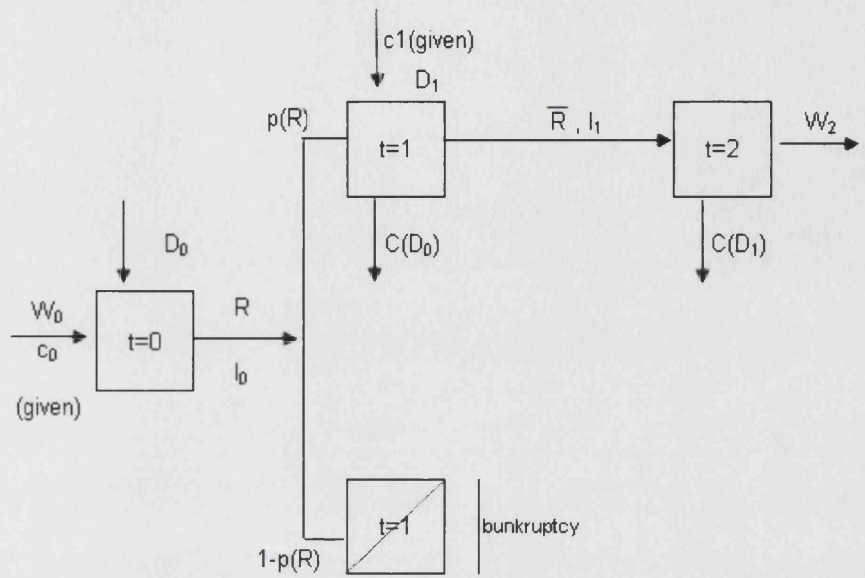 c1(given)
D₁
p(R)
t=1
R̅ , I₁
t=2
W₂
C(D₀)
C(D₁)
D₀
W₀
c₀
(given)
t=0
R
I₀
t=1
1-p(R)
bunkruptcy